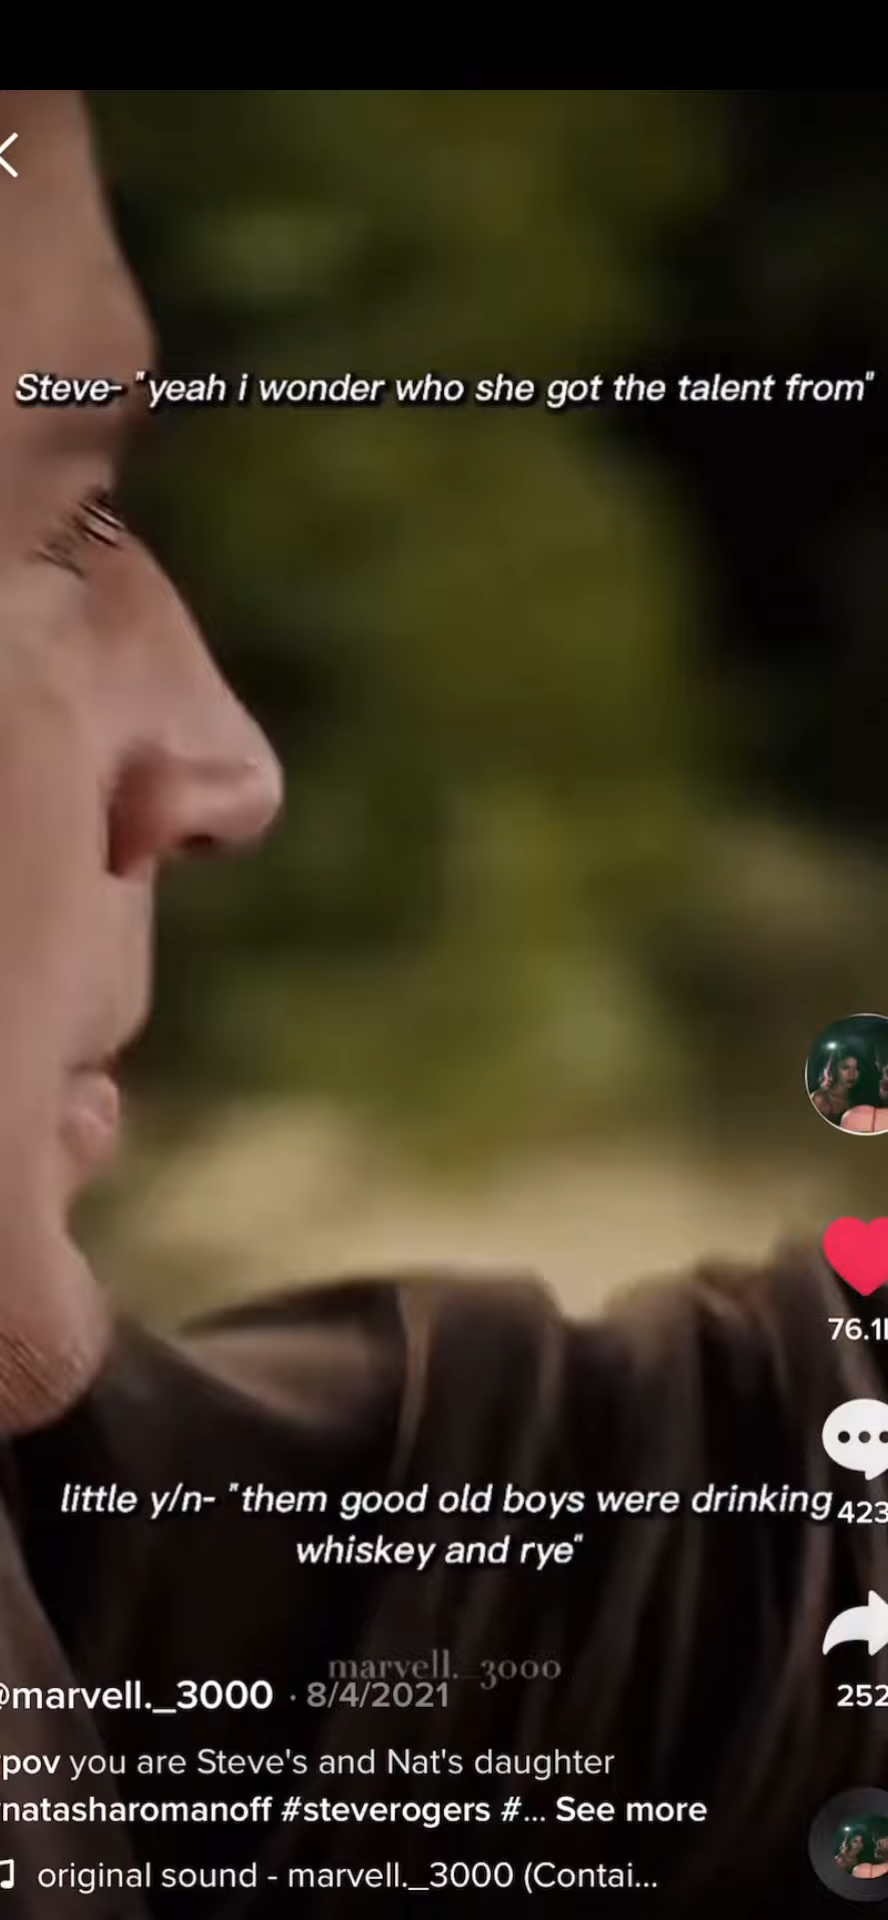 Steve- "yeah i wonder who she got the talent from"
76.1
423
little y/n- "them good old boys were drinking
whiskey and rye"
252
marvell._3000
@marvell._3000 · 8/4/2021
pov you are Steve's and Nat's daughter
natasharomanoff #steverogers #... See more
original sound - marvell._3000 (Contai...